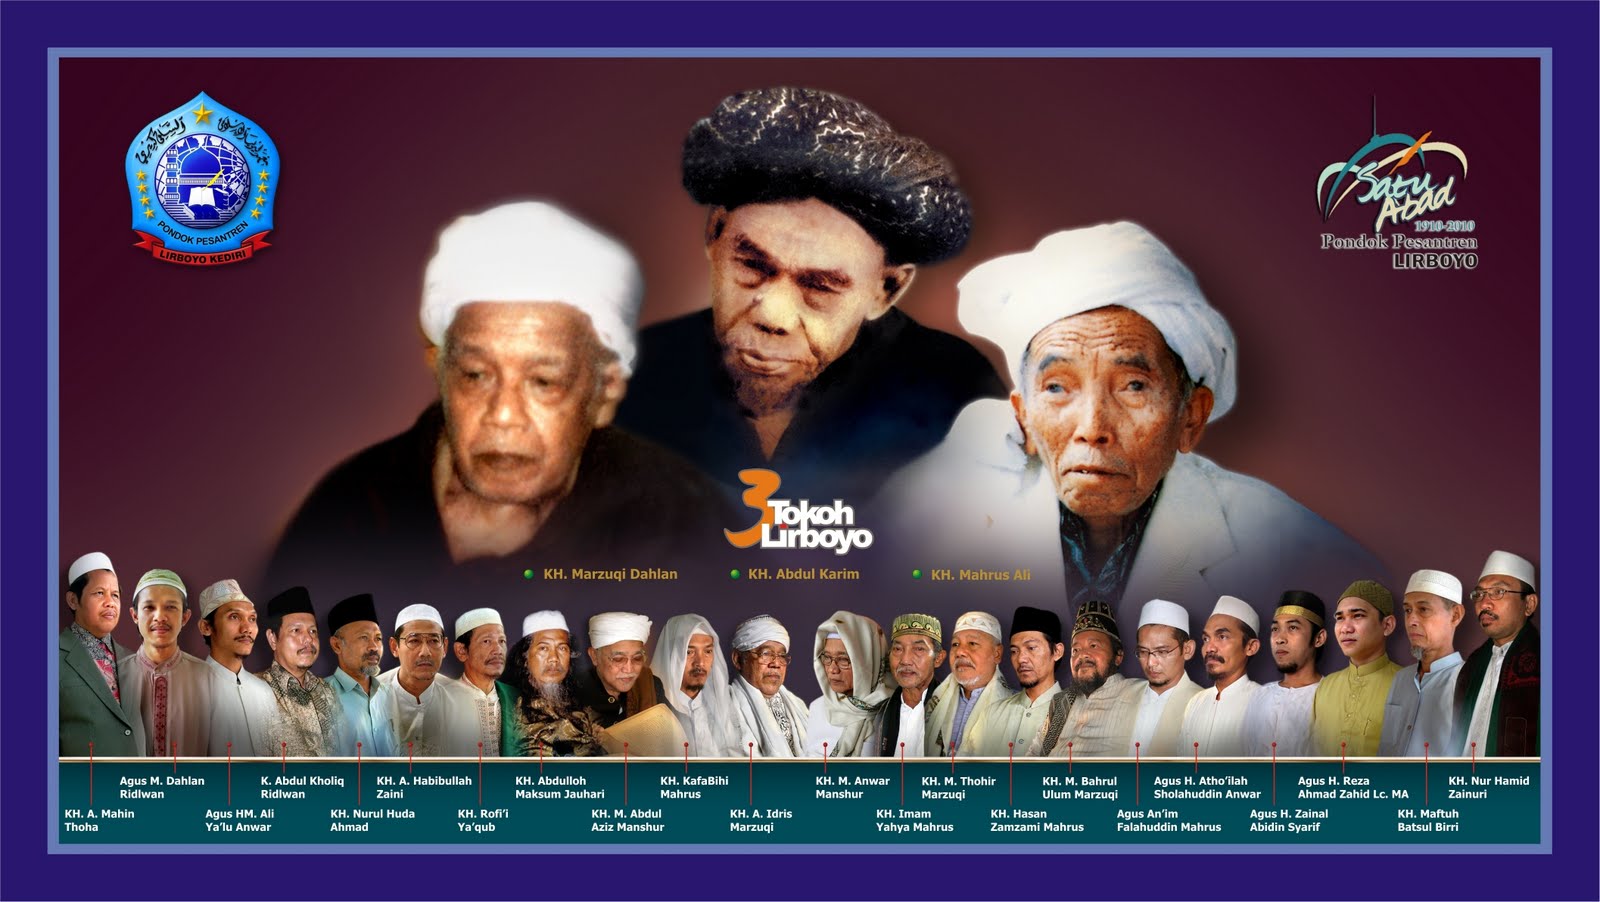 PONDOK PESANTREN
LIRBOYO KEDIRI
Satu
Abad
1910-2010
Pondok Pesantren
LIRBOYO
3 Tokoh
Lirboyo
KH. Marzuqi Dahlan
KH. Abdul Karim
KH. Mahrus Ali
KH. A. Mahin
Thoha
Agus M. Dahlan
Ridlwan
Agus HM. Ali
Ya'lu Anwar
K. Abdul Kholiq
Ridlwan
KH. Nurul Huda
Ahmad
KH. A. Habibullah
Zaini
KH. Rofi'i
Ya'qub
KH. Abdulloh
Maksum Jauhari
KH. M. Abdul
Aziz Manshur
KH. KafaBihi
Mahrus
KH. A. Idris
Marzuqi
KH. M. Anwar
Manshur
KH. Imam
Yahya Mahrus
KH. M. Thohir
Marzuqi
KH. Hasan
Zamzami Mahrus
KH. M. Bahrul
Ulum Marzuqi
Agus An'im
Falahuddin Mahrus
Agus H. Atho'ilah
Sholahuddin Anwar
Agus H. Zainal
Abidin Syarif
Agus H. Reza
Ahmad Zahid Lc. MA
KH. Maftuh
Batsul Birri
KH. Nur Hamid
Zainuri